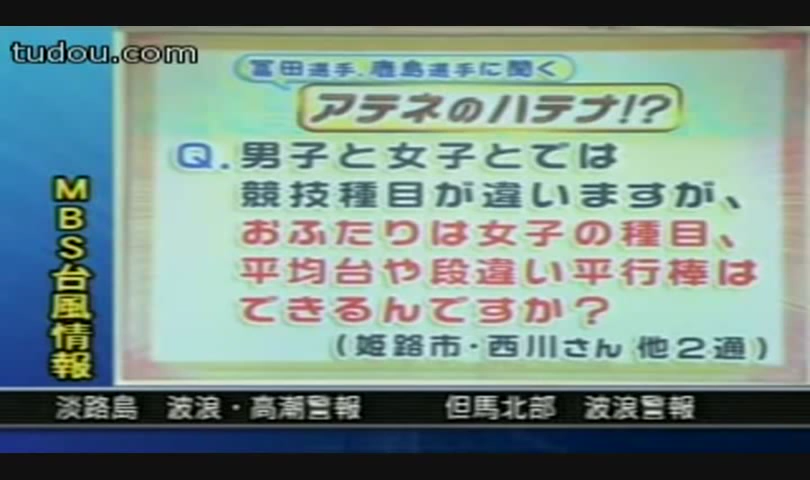 tudou.com
冨田選手、鹿島選手に聞く
アテネのハテナ!?
Q.男子と女子とでは
競技種目が違いますが、
おふたりは女子の種目、
平均台や段違い平行棒は
できるんですか？
(姫路市・西川さん 他2通)
MBS台風情報
淡路島 波浪・高潮警報 但馬北部 波浪警報